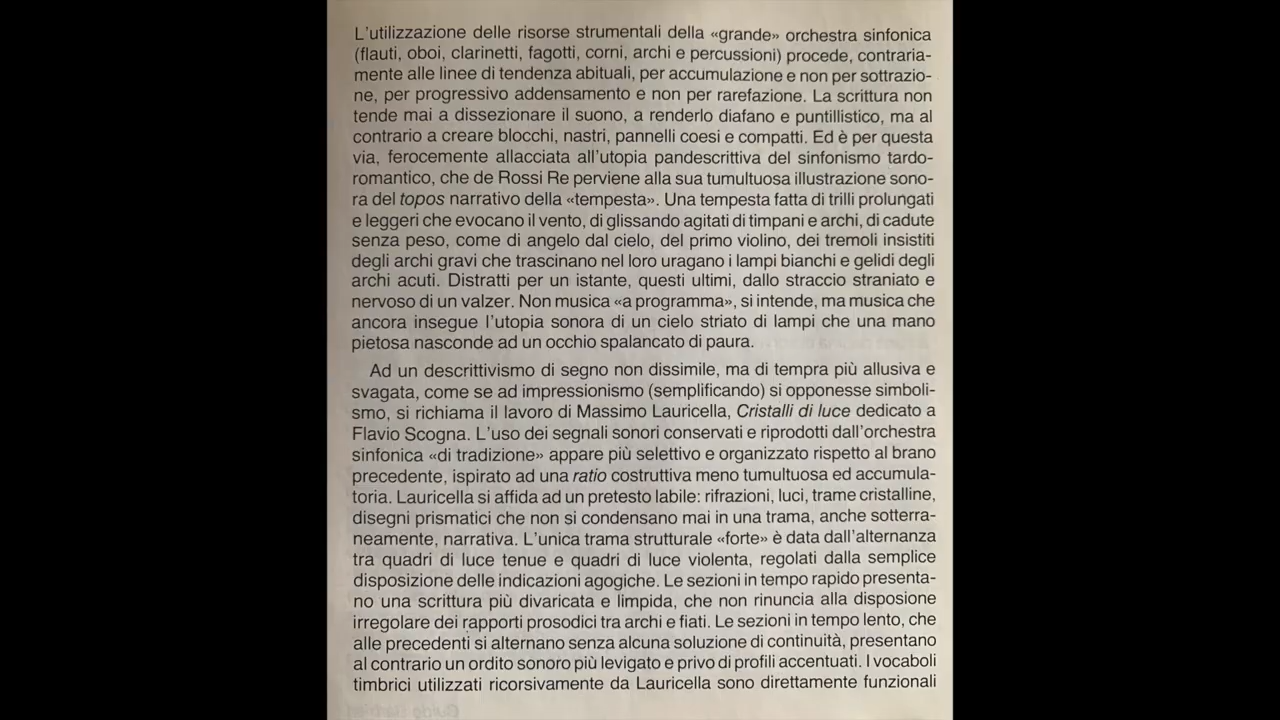 L'utilizzazione delle risorse strumentali della «grande» orchestra sinfonica
(flauti, oboi, clarinetti, fagotti, corni, archi e percussioni) procede, contraria-
mente alle linee di tendenza abituali, per accumulazione e non per sottrazio-
ne, per progressivo addensamento e non per rarefazione. La scrittura non
tende mai a dissezionare il suono, a renderlo diafano e puntillistico, ma al
contrario a creare blocchi, nastri, pannelli coesi e compatti. Ed è per questa
via, ferocemente allacciata all'utopia pandescrittiva del sinfonismo tardo-
romantico, che de Rossi Re perviene alla sua tumultuosa illustrazione sono-
ra del topos narrativo della «tempesta». Una tempesta fatta di trilli prolungati
e leggeri che evocano il vento, di glissando agitati di timpani e archi, di cadute
senza peso, come di angelo dal cielo, del primo violino, dei tremoli insistiti
degli archi gravi che trascinano nel loro uragano i lampi bianchi e gelidi degli
archi acuti. Distratti per un istante, questi ultimi, dallo straccio straniato e
nervoso di un valzer. Non musica «a programma», si intende, ma musica che
ancora insegue l'utopia sonora di un cielo striato di lampi che una mano
pietosa nasconde ad un occhio spalancato di paura.
Ad un descrittivismo di segno non dissimile, ma di tempra più allusiva e
svagata, come se ad impressionismo (semplificando) si opponesse simboli-
smo, si richiama il lavoro di Massimo Lauricella, Cristalli di luce dedicato a
Flavio Scogna. L'uso dei segnali sonori conservati e riprodotti dall'orchestra
sinfonica «di tradizione» appare più selettivo e organizzato rispetto al brano
precedente, ispirato ad una ratio costruttiva meno tumultuosa ed accumula-
toria. Lauricella si affida ad un pretesto labile: rifrazioni, luci, trame cristalline,
disegni prismatici che non si condensano mai in una trama, anche sotterra-
neamente, narrativa. L'unica trama strutturale «forte» è data dall'alternanza
tra quadri di luce tenue e quadri di luce violenta, regolati dalla semplice
disposizione delle indicazioni agogiche. Le sezioni in tempo rapido presenta-
no una scrittura più divaricata e limpida, che non rinuncia alla disposione
irregolare dei rapporti prosodici tra archi e fiati. Le sezioni in tempo lento, che
alle precedenti si alternano senza alcuna soluzione di continuità, presentano
al contrario un ordito sonoro più levigato e privo di profili accentuati. I vocaboli
timbrici utilizzati ricorsivamente da Lauricella sono direttamente funzionali